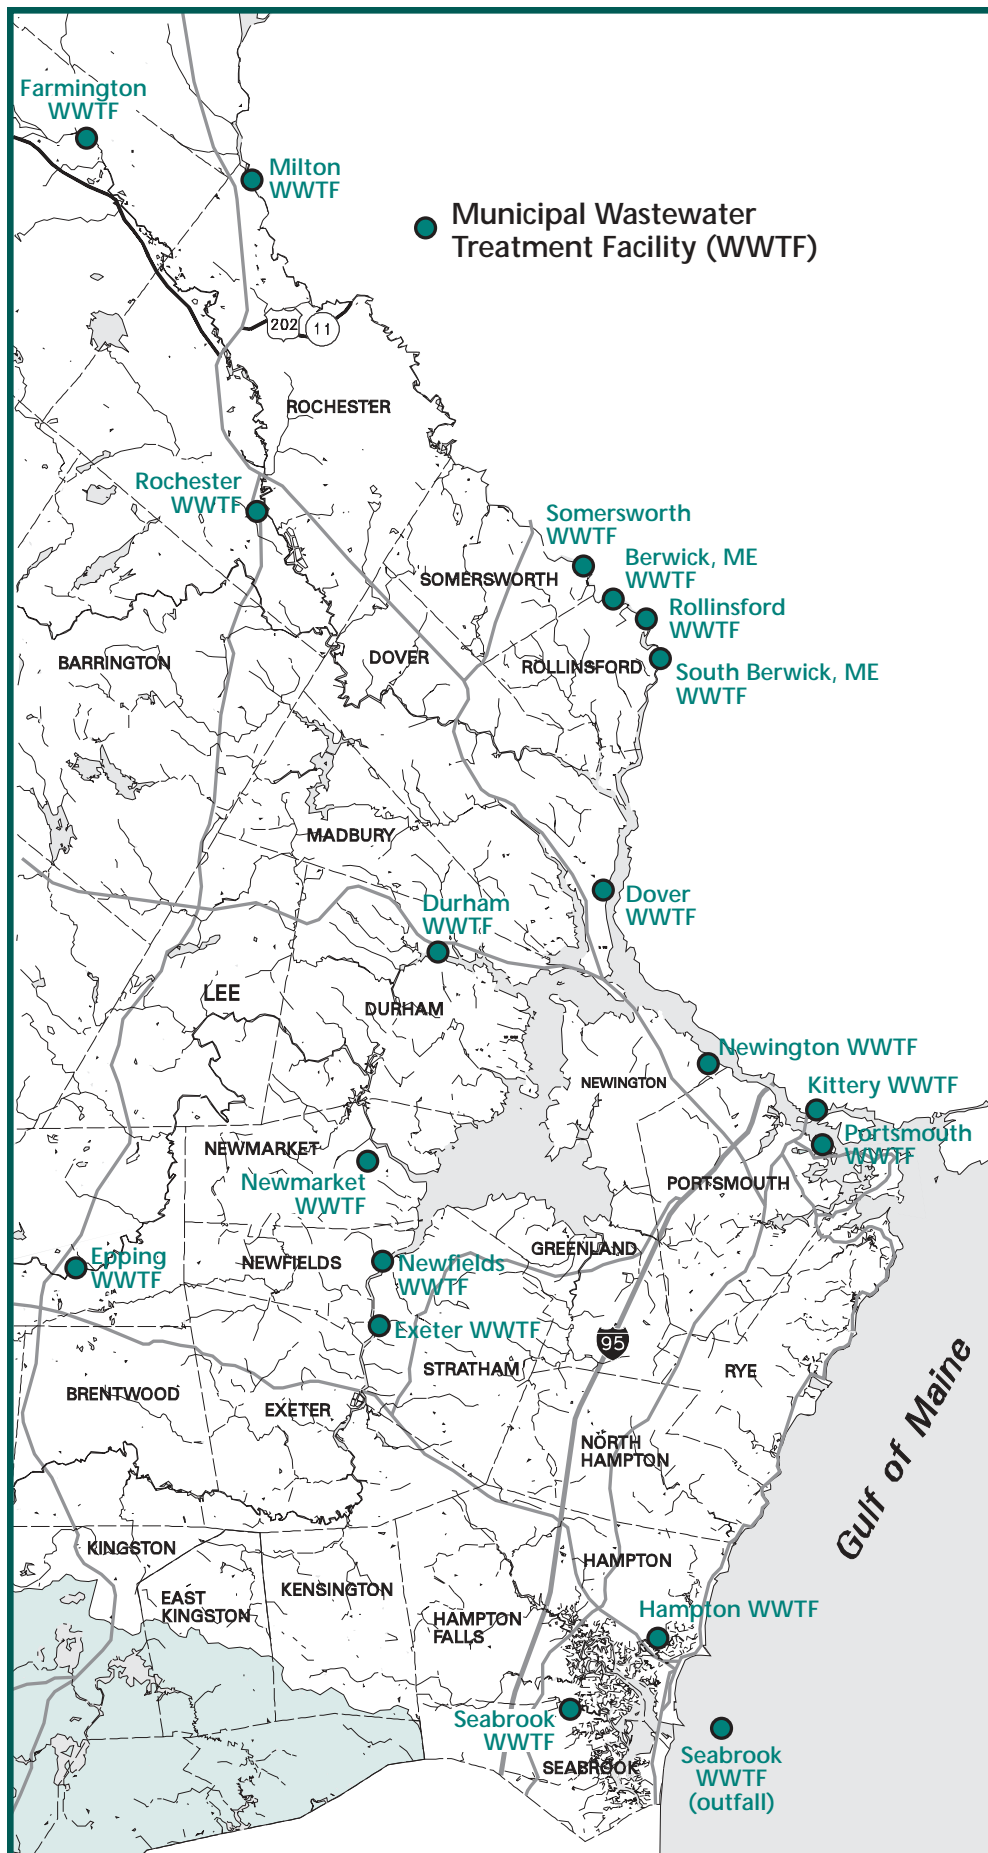 Farmington
WWTF
Milton
WWTF
Municipal Wastewater
Treatment Facility (WWTF)
202
11
ROCHESTER
Rochester
WWTF
Somersworth
WWTF
Berwick, ME
WWTF
SOMERSWORTH
Rollinsford
WWTF
BARRINGTON
DOVER
ROLLINSFORD
South Berwick, ME
WWTF
MADBURY
Dover
WWTF
Durham
WWTF
LEE
DURHAM
Newington WWTF
NEWINGTON
Kittery WWTF
Portsmouth
WWTF
NEWMARKET
Newmarket
WWTF
PORTSMOUTH
GREENLAND
Epping
WWTF
NEWFIELDS
Newfields
WWTF
Exeter WWTF
95
STRATHAM
RYE
BRENTWOOD
EXETER
Gulf of Maine
NORTH
HAMPTON
KINGSTON
HAMPTON
EAST
KINGSTON
KENSINGTON
HAMPTON
FALLS
Hampton WWTF
Seabrook
WWTF
SEABROOK
Seabrook
WWTF
(outfall)